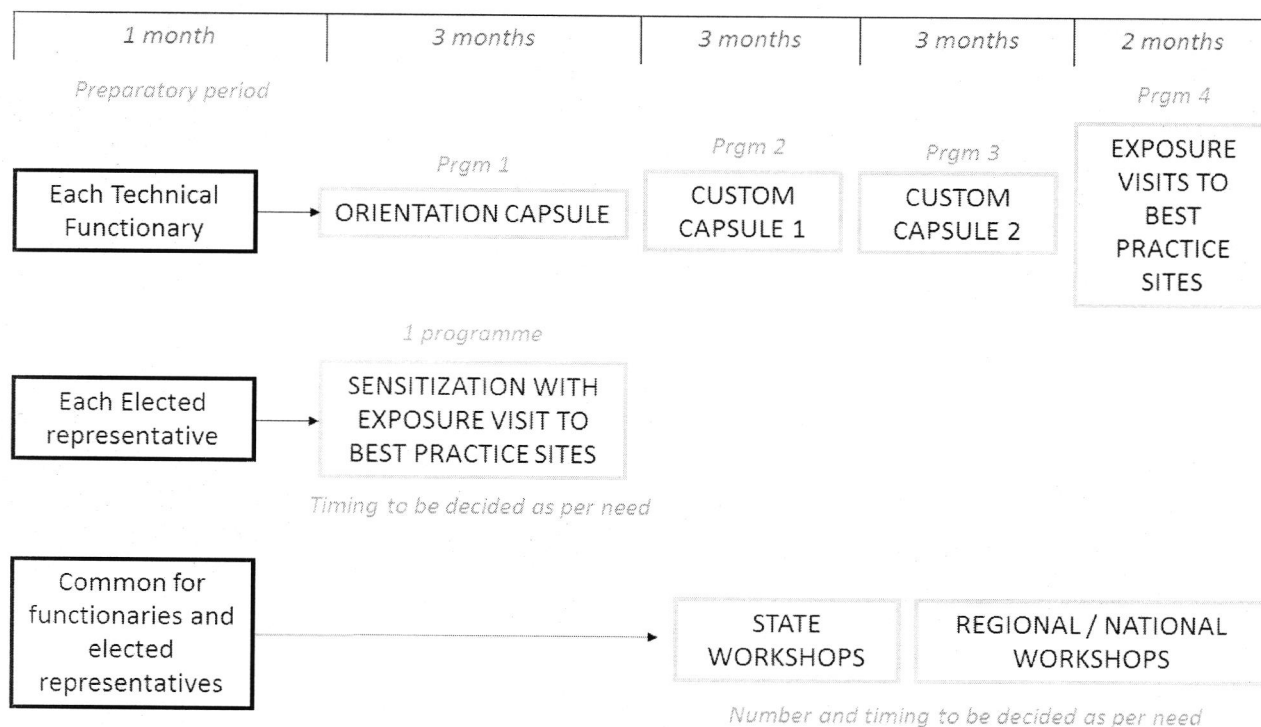 1 month
3 months
3 months
3 months
2 months
Preparatory period
Prgm 4
Prgm 1
Prgm 2
Prgm 3
Each Technical
Functionary
ORIENTATION CAPSULE
CUSTOM
CAPSULE 1
CUSTOM
CAPSULE 2
EXPOSURE
VISITS TO
BEST
PRACTICE
SITES
1 programme
Each Elected
representative
SENSITIZATION WITH
EXPOSURE VISIT TO
BEST PRACTICE SITES
Timing to be decided as per need
Common for
functionaries and
elected
representatives
STATE
WORKSHOPS
REGIONAL / NATIONAL
WORKSHOPS
Number and timing to be decided as per need